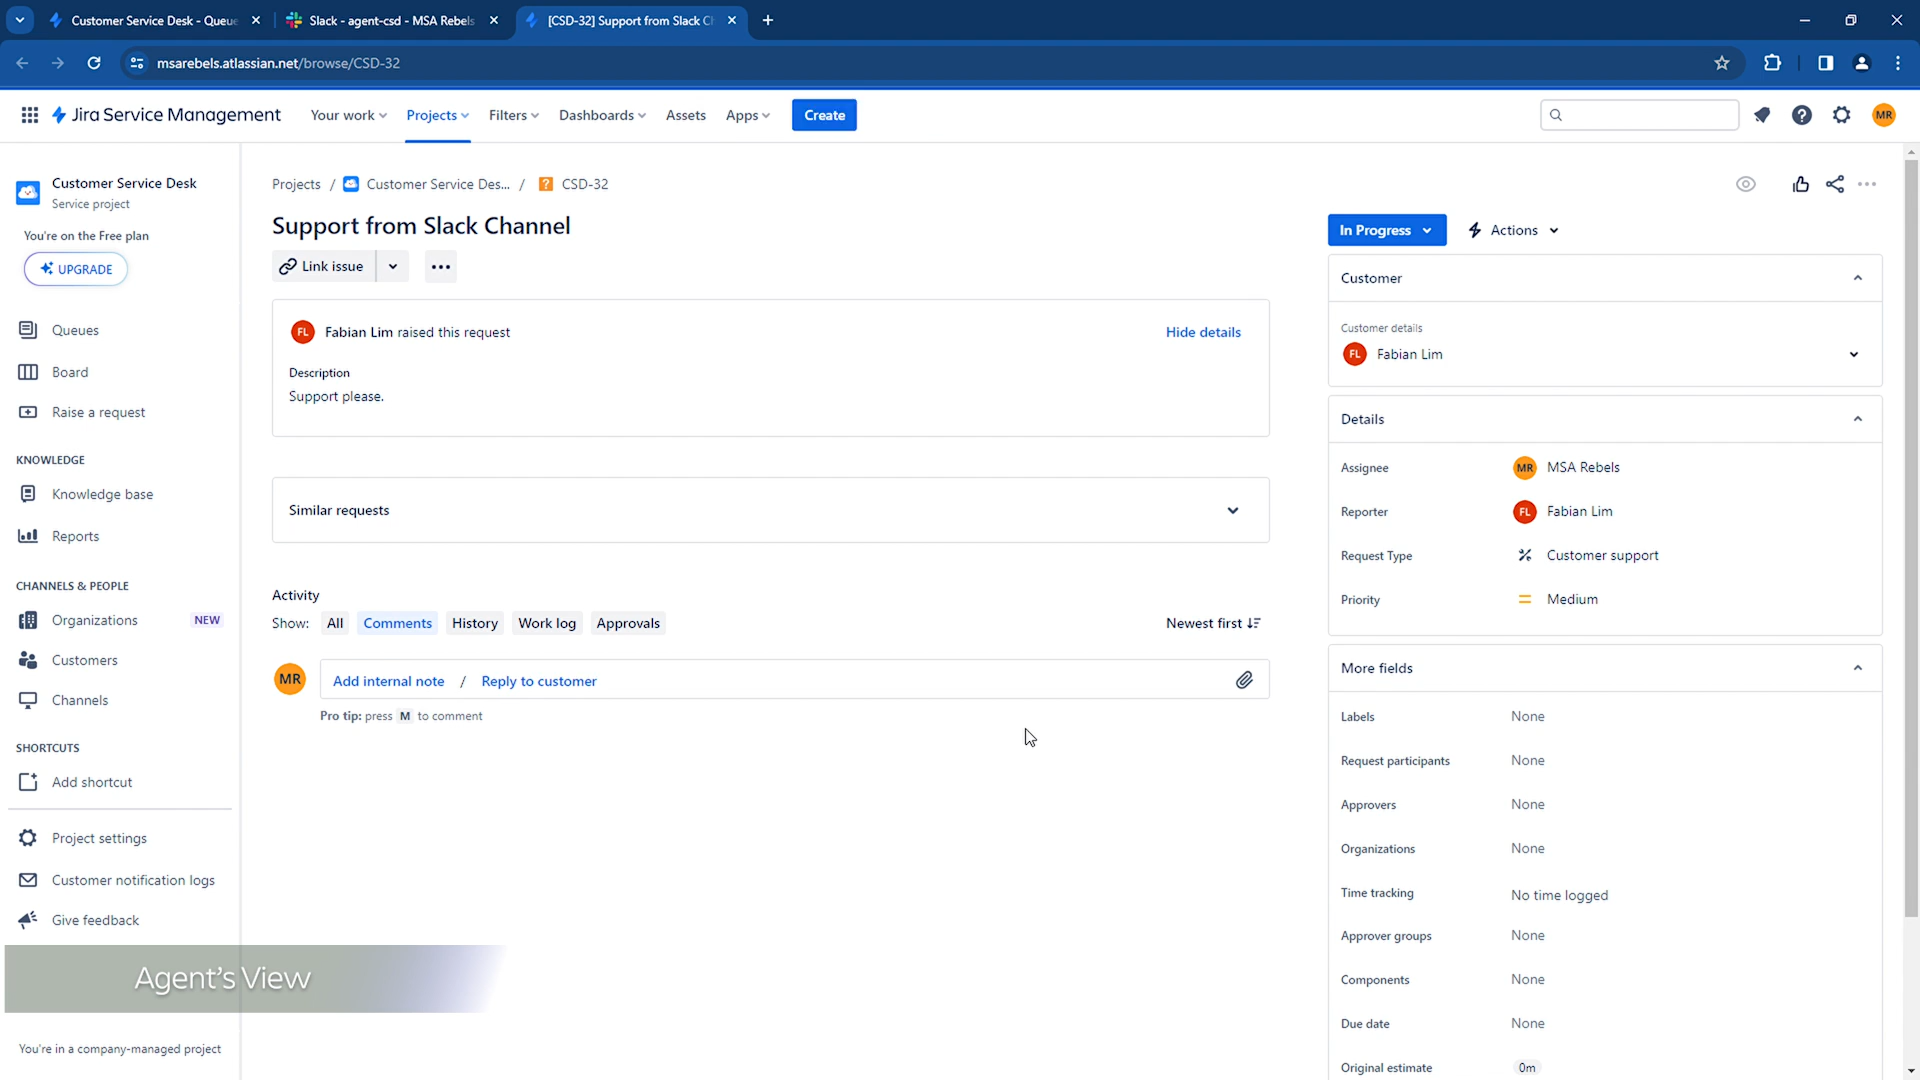 Customer Service Desk - Queue
Slack - agent-csd - MSA Rebels
[CSD-32] Support from Slack Ch
msarebels.atlassian.net/browse/CSD-32
Jira Service Management
Your work
Projects
Filters
Dashboards
Assets
Apps
Create
MR
Customer Service Desk
Service project
You're on the Free plan
UPGRADE
Queues
Board
Raise a request
KNOWLEDGE
Knowledge base
Reports
CHANNELS & PEOPLE
Organizations NEW
Customers
Channels
SHORTCUTS
Add shortcut
Project settings
Customer notification logs
Give feedback
Agent's View
You're in a company-managed project
Projects / Customer Service Des... / CSD-32
Support from Slack Channel
Link issue
FL Fabian Lim raised this request
Hide details
Description
Support please.
Similar requests
Activity
Show: All Comments History Work log Approvals
Newest first
MR Add internal note / Reply to customer
Pro tip: press M to comment
In Progress
Actions
Customer
Customer details
FL Fabian Lim
Details
Assignee MR MSA Rebels
Reporter FL Fabian Lim
Request Type Customer support
Priority Medium
More fields
Labels None
Request participants None
Approvers None
Organizations None
Time tracking No time logged
Approver groups None
Components None
Due date None
Original estimate 0m